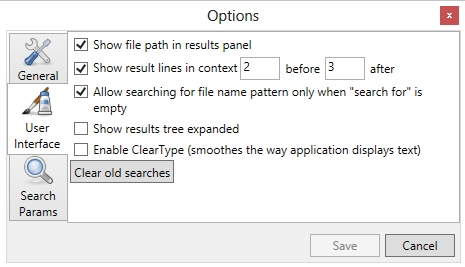 Options
x
General
User
Interface
Search
Params
Show file path in results panel
Show result lines in context 2 before 3 after
Allow searching for file name pattern only when "search for" is
empty
Show results tree expanded
Enable ClearType (smoothes the way application displays text)
Clear old searches
Save Cancel